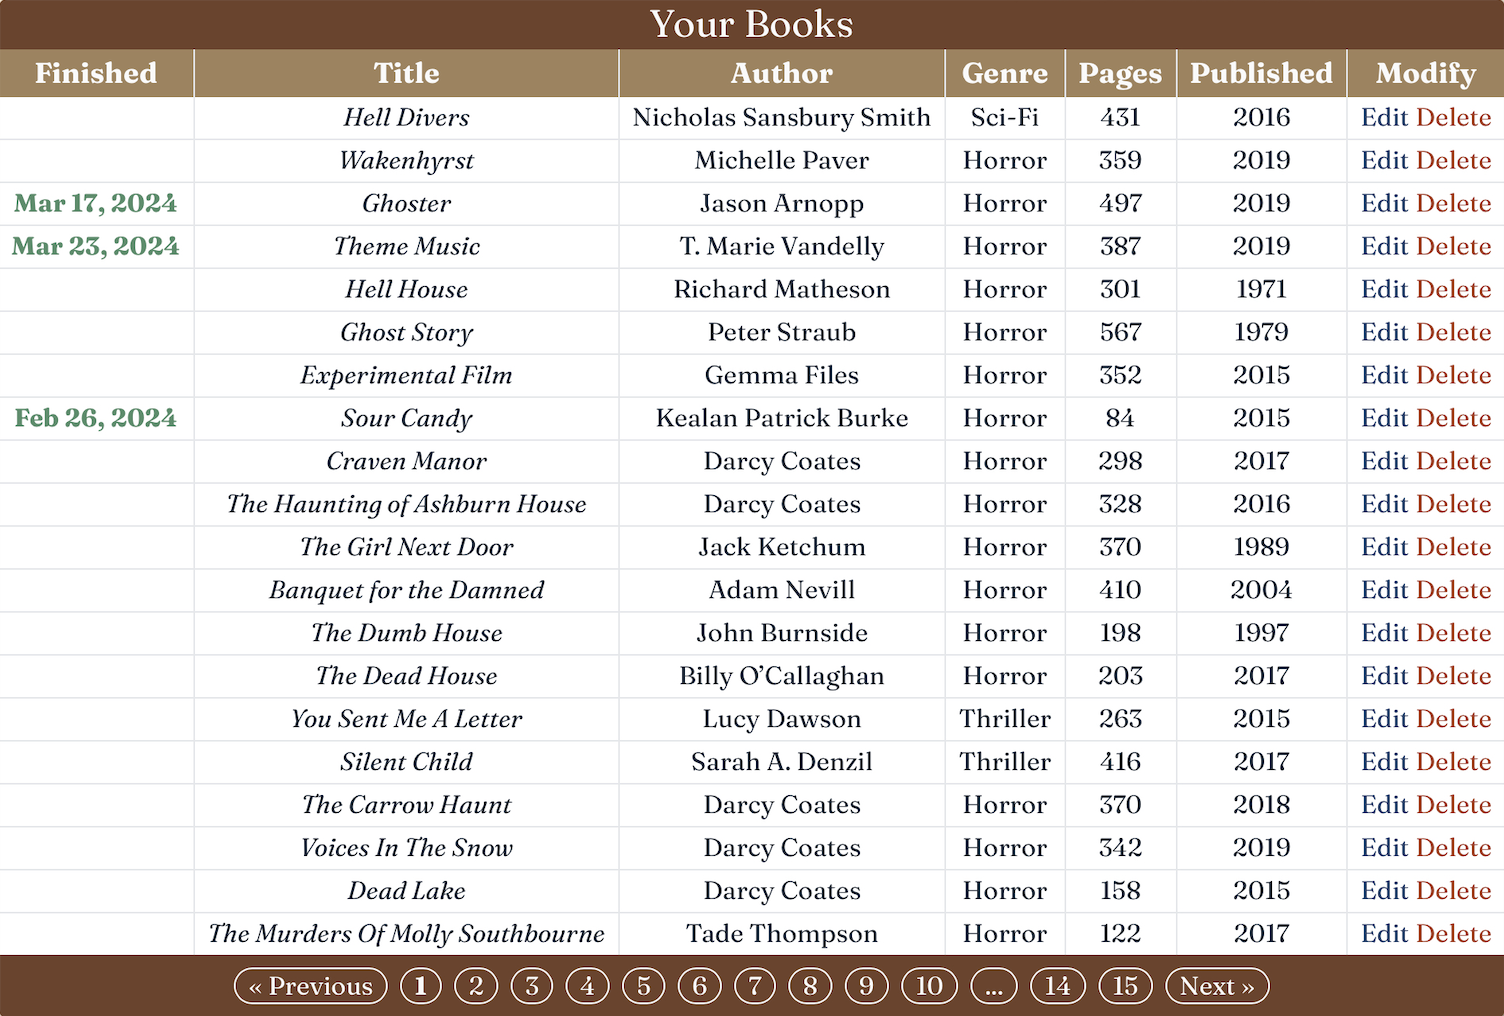 Your Books
Finished Title Author Genre Pages Published Modify
Hell Divers Nicholas Sansbury Smith Sci-Fi 431 2016 Edit Delete
Wakenhyrst Michelle Paver Horror 359 2019 Edit Delete
Mar 17, 2024 Ghoster Jason Arnopp Horror 497 2019 Edit Delete
Mar 23, 2024 Theme Music T. Marie Vandelly Horror 387 2019 Edit Delete
Hell House Richard Matheson Horror 301 1971 Edit Delete
Ghost Story Peter Straub Horror 567 1979 Edit Delete
Experimental Film Gemma Files Horror 352 2015 Edit Delete
Feb 26, 2024 Sour Candy Kealan Patrick Burke Horror 84 2015 Edit Delete
Craven Manor Darcy Coates Horror 298 2017 Edit Delete
The Haunting of Ashburn House Darcy Coates Horror 328 2016 Edit Delete
The Girl Next Door Jack Ketchum Horror 370 1989 Edit Delete
Banquet for the Damned Adam Nevill Horror 410 2004 Edit Delete
The Dumb House John Burnside Horror 198 1997 Edit Delete
The Dead House Billy O’Callaghan Horror 203 2017 Edit Delete
You Sent Me A Letter Lucy Dawson Thriller 263 2015 Edit Delete
Silent Child Sarah A. Denzil Thriller 416 2017 Edit Delete
The Carrow Haunt Darcy Coates Horror 370 2018 Edit Delete
Voices In The Snow Darcy Coates Horror 342 2019 Edit Delete
Dead Lake Darcy Coates Horror 158 2015 Edit Delete
The Murders Of Molly Southbourne Tade Thompson Horror 122 2017 Edit Delete
« Previous 1 2 3 4 5 6 7 8 9 10 ... 14 15 Next »